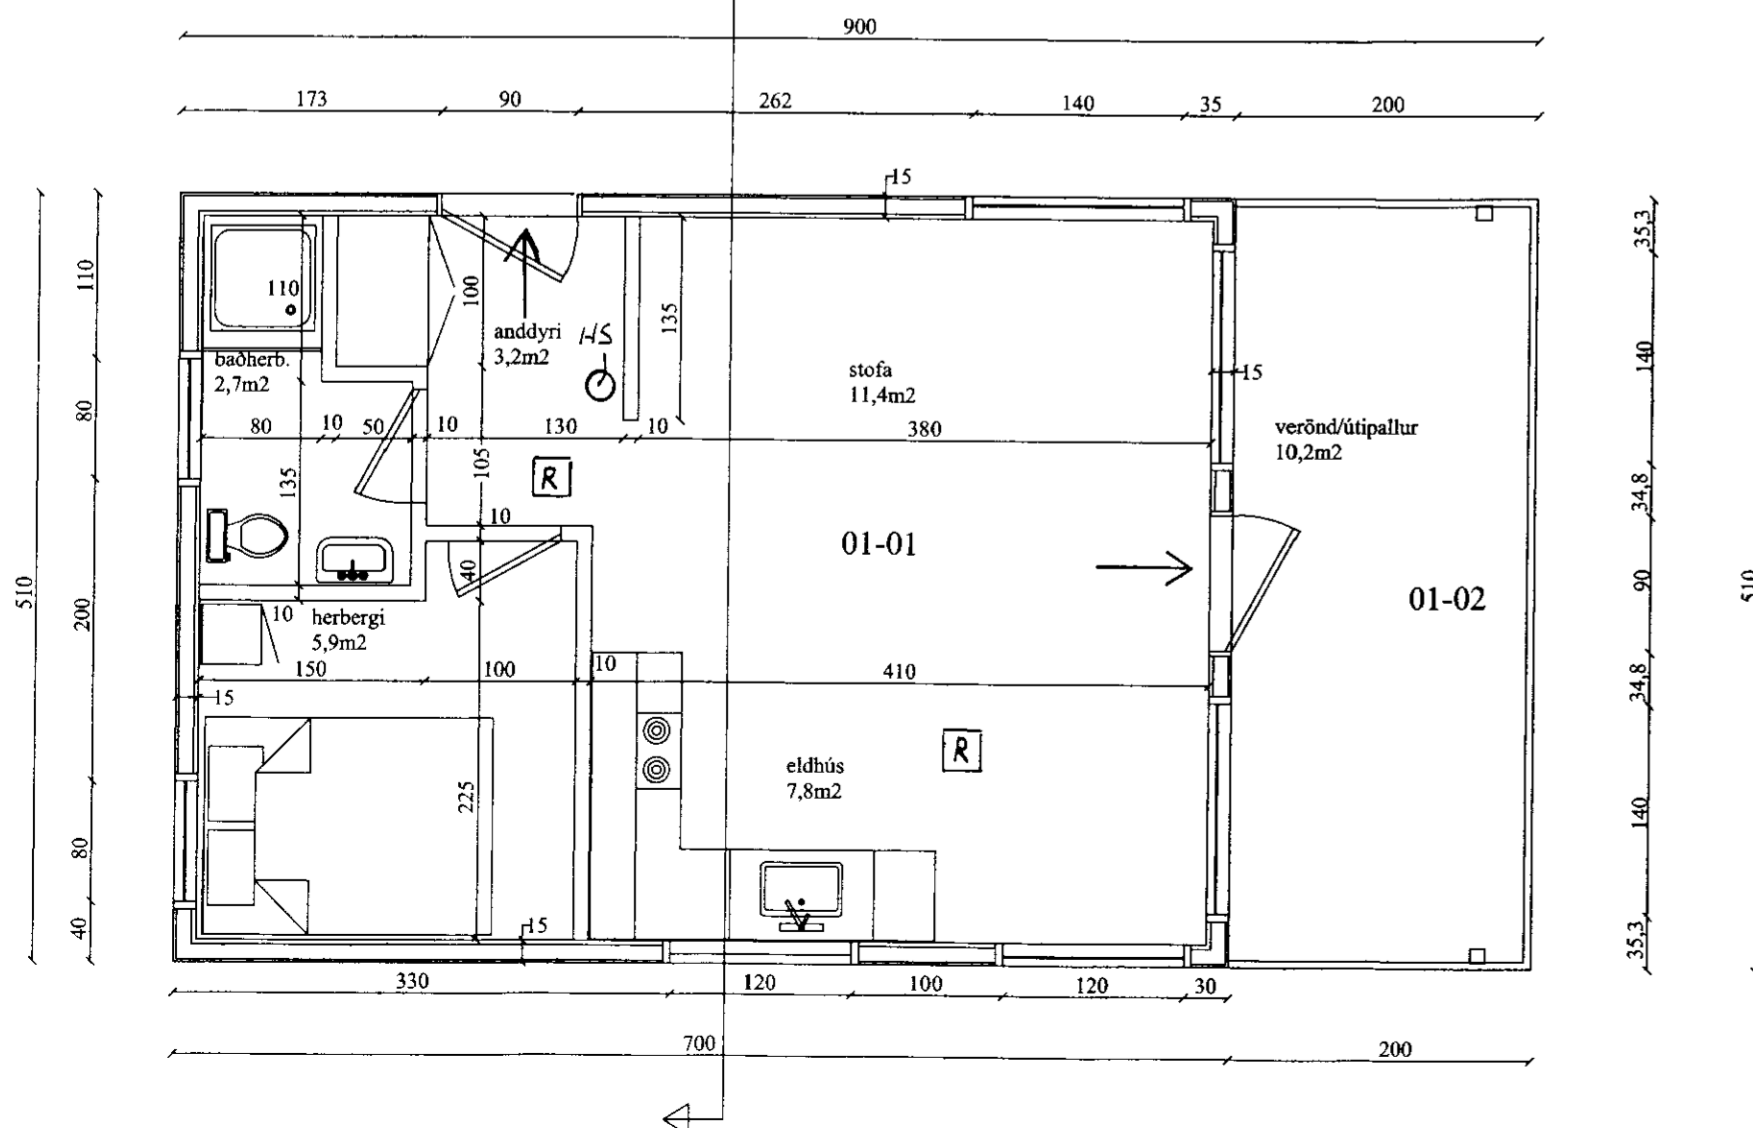 900
173 90 262 140 35 200
15
110
100
135
anddyri
3,2m2
HS
baðherb.
2,7m2
stofa
11,4m2
15
verönd/útipallur
10,2m2
80 10 50 10 130 10 380
105
135
R
10
01-01
01-02
40
10
herbergi
5,9m2
150 100 10 410
15
225
R
eldhús
7,8m2
15
510
110
80
200
80
40
35,3
140
34,8
90
34,8
140
35,3
510
330 120 100 120 30
700 200